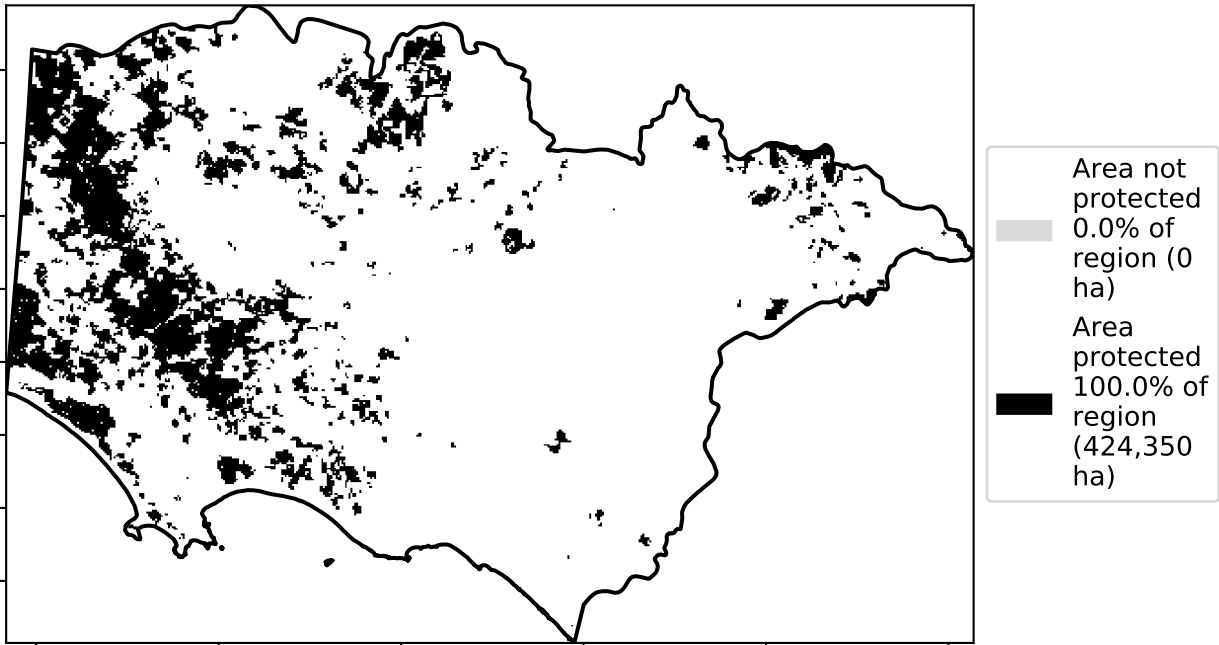 Area not
protected
0.0% of
region (0
ha)
Area
protected
100.0% of
region
(424,350
ha)